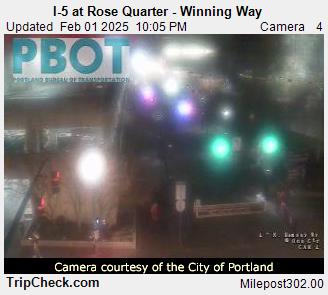 I-5 at Rose Quarter - Winning Way
Updated Feb 01 2025 10:05 PM Camera 4
PBOT
PORTLAND BUREAU OF TRANSPORTATION
Camera courtesy of the City of Portland
TripCheck.com Milepost302.00